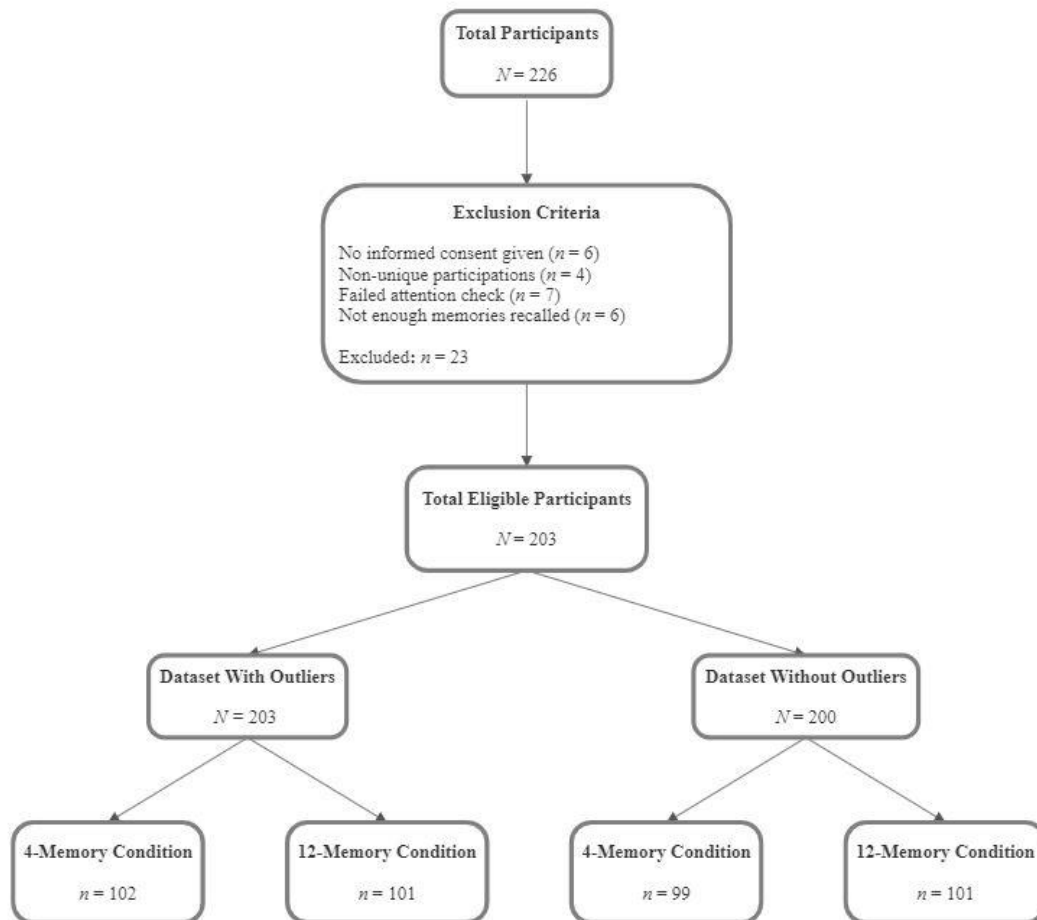 Total Participants
N = 226
Exclusion Criteria
No informed consent given (n = 6)
Non-unique participations (n = 4)
Failed attention check (n = 7)
Not enough memories recalled (n = 6)
Excluded: n = 23
Total Eligible Participants
N = 203
Dataset With Outliers
N = 203
Dataset Without Outliers
N = 200
4-Memory Condition
n = 102
12-Memory Condition
n = 101
4-Memory Condition
n = 99
12-Memory Condition
n = 101